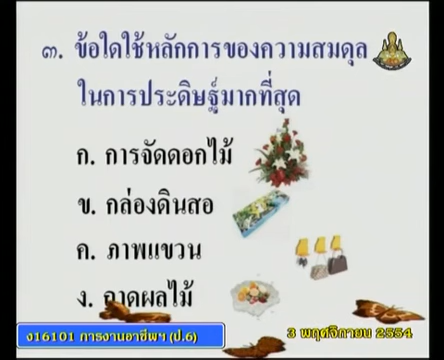 ๓. ข้อใดใช้หลักการของความสมดุล
ในการประดิษฐ์มากที่สุด
ก. การจัดดอกไม้
ข. กล่องดินสอ
ค. ภาพแขวน
ง. ถาดผลไม้
ง16101 การงานอาชีพฯ (ป.6)
3 พฤศจิกายน 2554